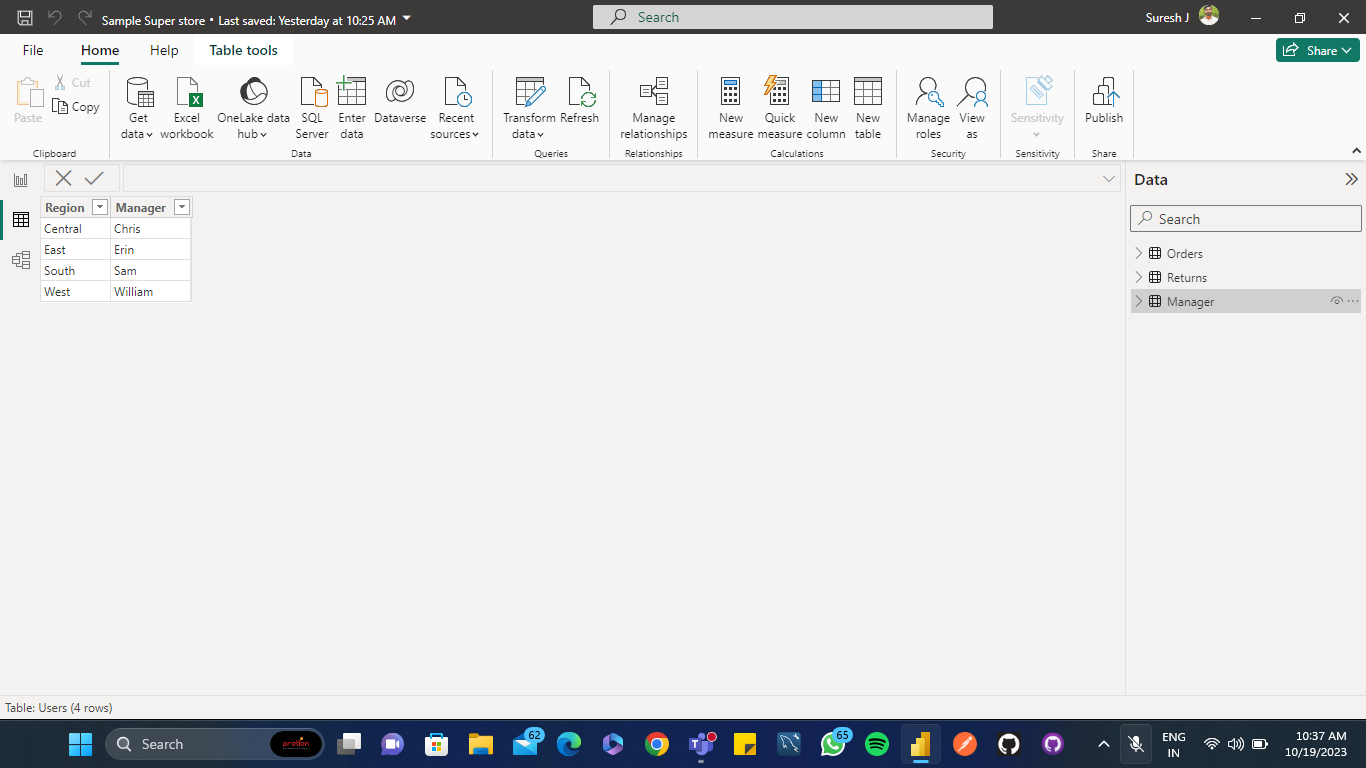 Sample Super store • Last saved: Yesterday at 10:25 AM
Search
Suresh J
File Home Help Table tools
Share
Paste
Cut
Copy
Get data
Excel workbook
OneLake data hub
SQL Server
Enter data
Dataverse
Recent sources
Transform data
Refresh
Manage relationships
New measure
Quick measure
New column
New table
Manage roles
View as
Sensitivity
Publish
Clipboard Data Queries Relationships Calculations Security Sensitivity Share
Region Manager
Central Chris
East Erin
South Sam
West William
Data
Search
Orders
Returns
Manager
Table: Users (4 rows)
Search
62
65
ENG
IN
10:37 AM
10/19/2023